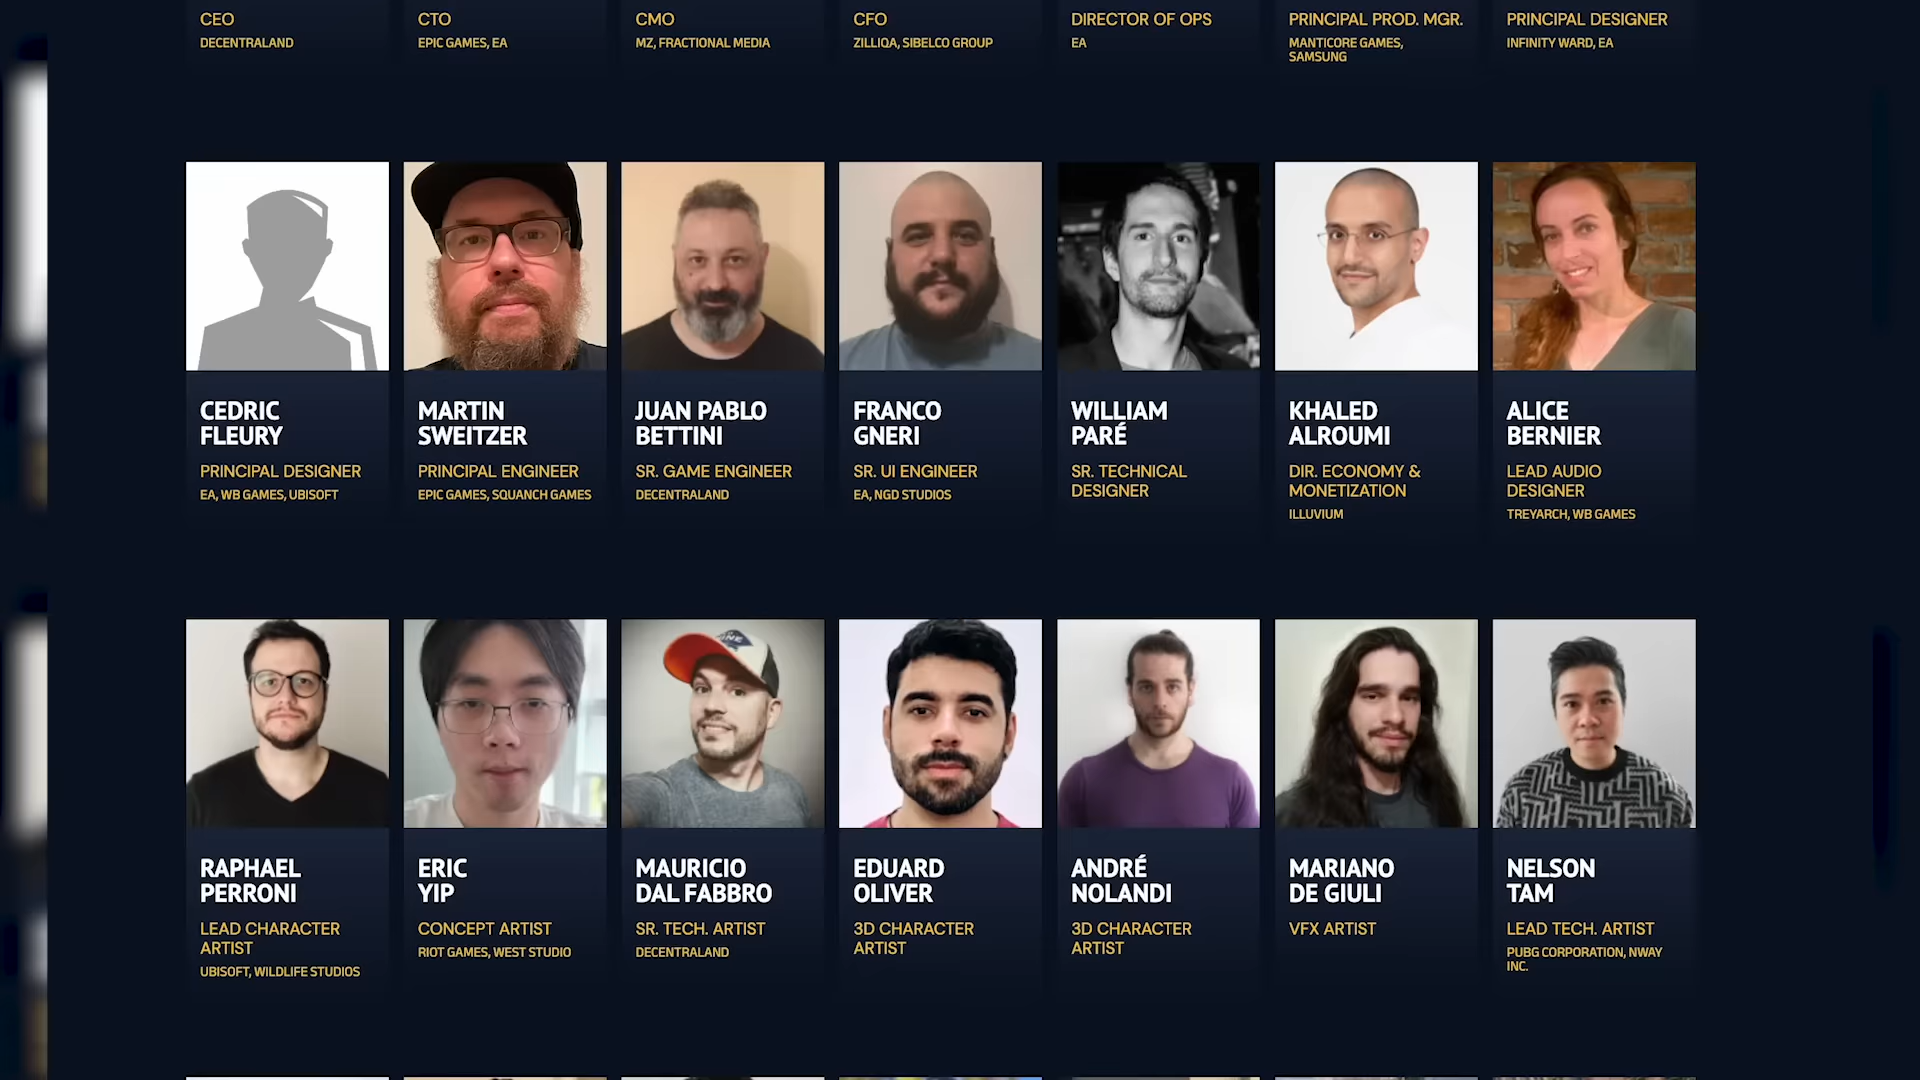 CEO
DECENTRALAND
CTO
EPIC GAMES, EA
CMO
MZ, FRACTIONAL MEDIA
CFO
ZILLIQA, SIBELCO GROUP
DIRECTOR OF OPS
EA
PRINCIPAL PROD. MGR.
MANTICORE GAMES,
SAMSUNG
PRINCIPAL DESIGNER
INFINITY WARD, EA
CEDRIC
FLEURY
PRINCIPAL DESIGNER
EA, WB GAMES, UBISOFT
MARTIN
SWEITZER
PRINCIPAL ENGINEER
EPIC GAMES, SQUANCH GAMES
JUAN PABLO
BETTINI
SR. GAME ENGINEER
DECENTRALAND
FRANCO
GNERI
SR. UI ENGINEER
EA, NGD STUDIOS
WILLIAM
PARÉ
SR. TECHNICAL
DESIGNER
KHALED
ALROUMI
DIR. ECONOMY &
MONETIZATION
ILLUVIUM
ALICE
BERNIER
LEAD AUDIO
DESIGNER
TREYARCH, WB GAMES
RAPHAEL
PERRONI
LEAD CHARACTER
ARTIST
UBISOFT, WILDLIFE STUDIOS
ERIC
YIP
CONCEPT ARTIST
RIOT GAMES, WEST STUDIO
MAURICIO
DAL FABBRO
SR. TECH. ARTIST
DECENTRALAND
EDUARD
OLIVER
3D CHARACTER
ARTIST
ANDRÉ
NOLANDI
3D CHARACTER
ARTIST
MARIANO
DE GIULI
VFX ARTIST
NELSON
TAM
LEAD TECH. ARTIST
PUBG CORPORATION, NWAY
INC.